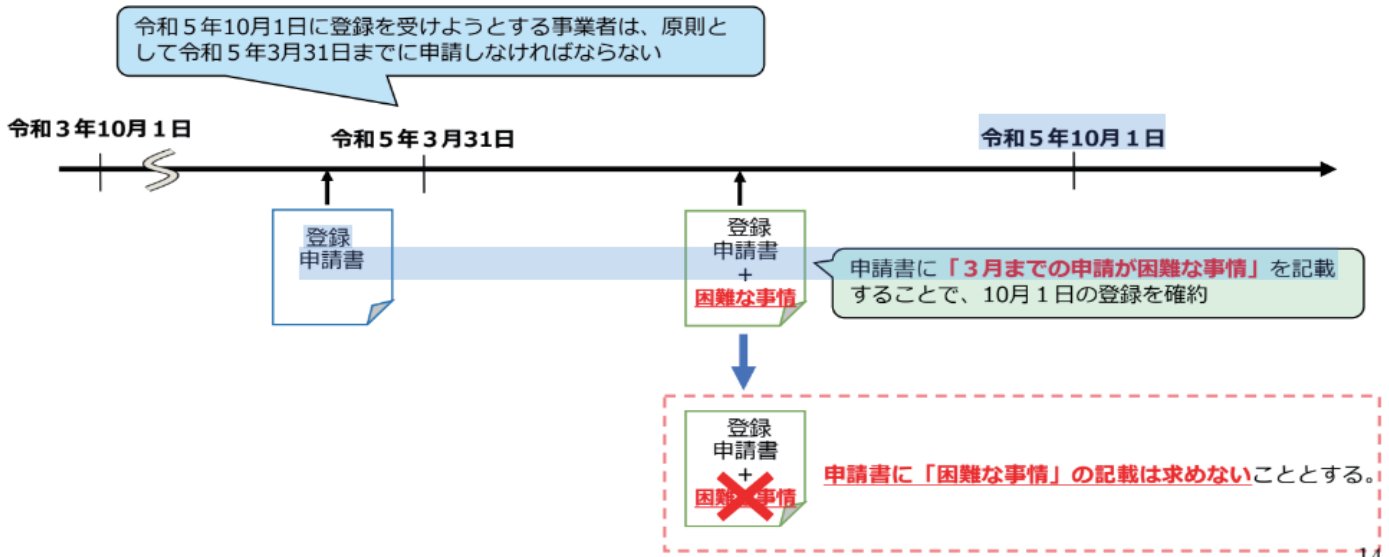 令和５年10月1日に登録を受けようとする事業者は、原則と
して令和５年3月31日までに申請しなければならない
令和３年10月１日
令和５年３月31日
令和５年10月１日
登録
申請書
登録
申請書
+
困難な事情
申請書に「３月までの申請が困難な事情」を記載
することで、10月１日の登録を確約
登録
申請書
+
困難な事情
申請書に「困難な事情」の記載は求めないこととする。
14